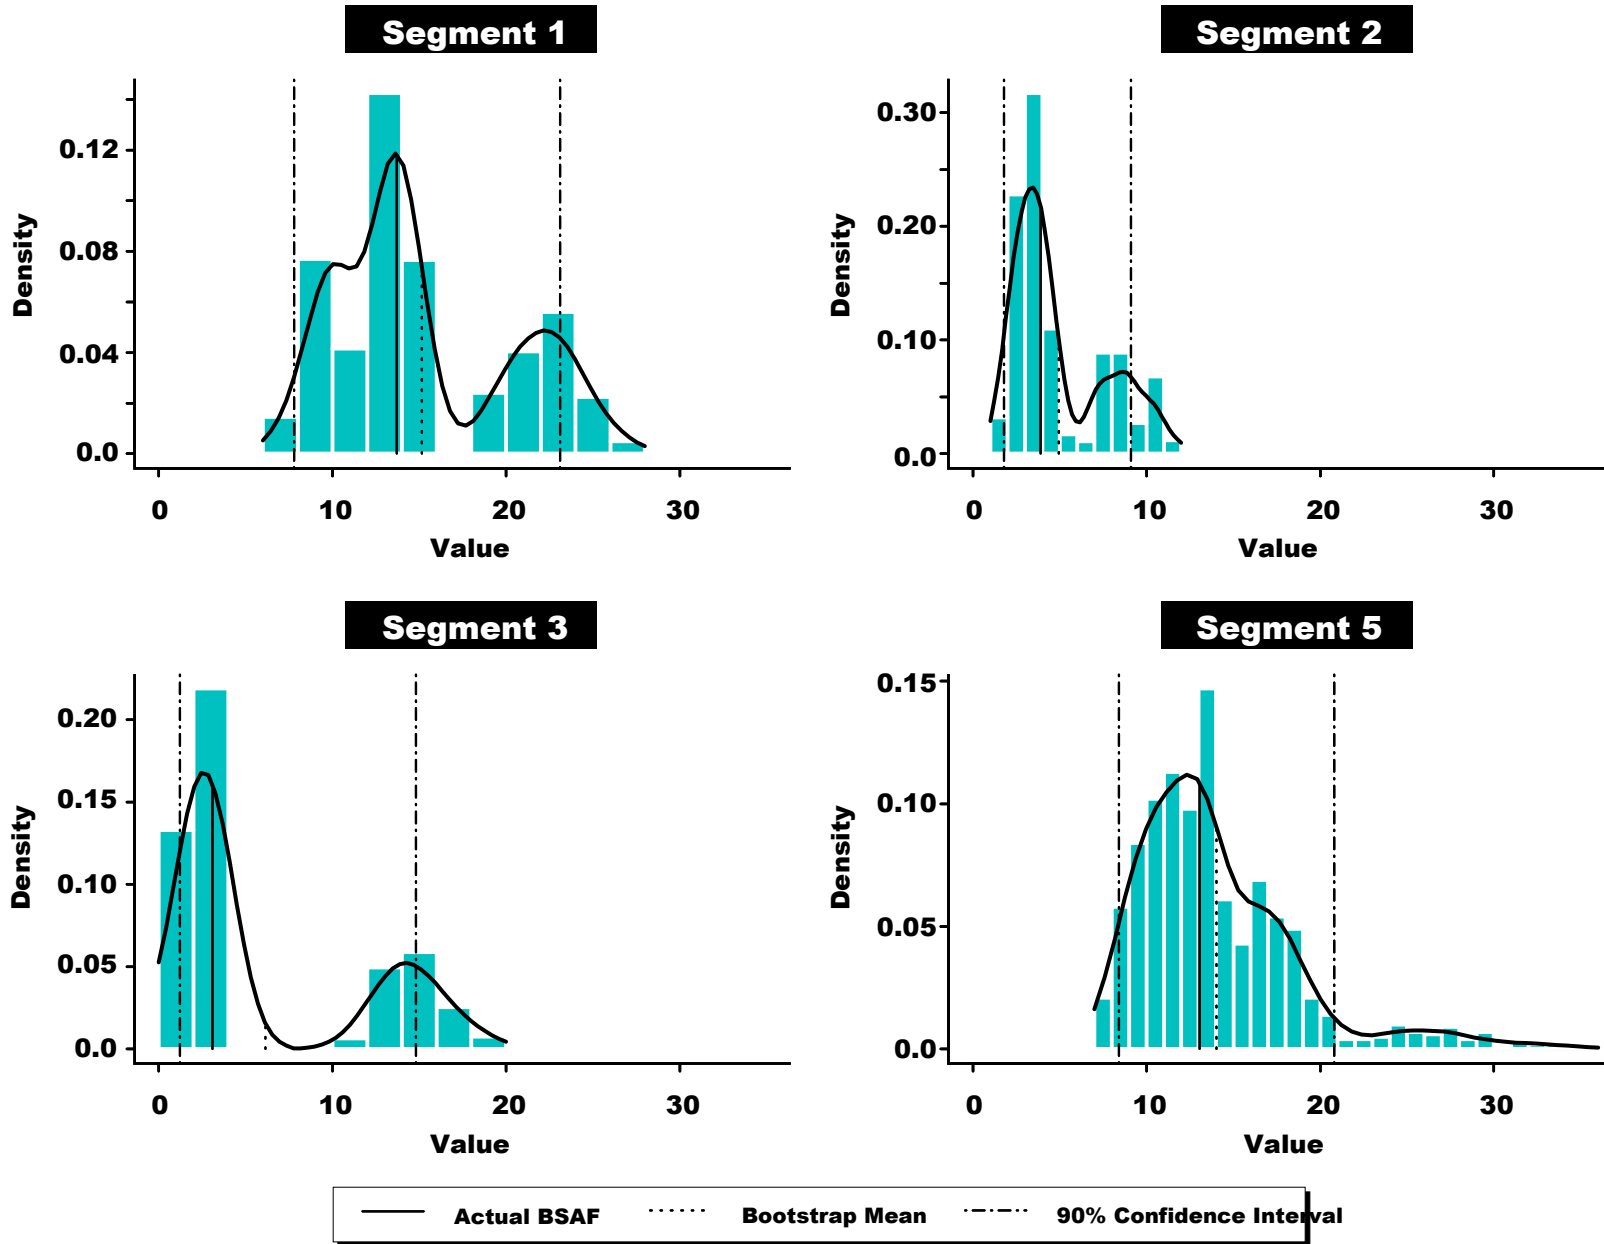 Segment 1
Density
0.12
0.08
0.04
0.0
0 10 20 30
Value
Segment 2
Density
0.30
0.20
0.10
0.0
0 10 20 30
Value
Segment 3
Density
0.20
0.15
0.10
0.05
0.0
0 10 20 30
Value
Segment 5
Density
0.15
0.10
0.05
0.0
0 10 20 30
Value
Actual BSAF Bootstrap Mean 90% Confidence Interval